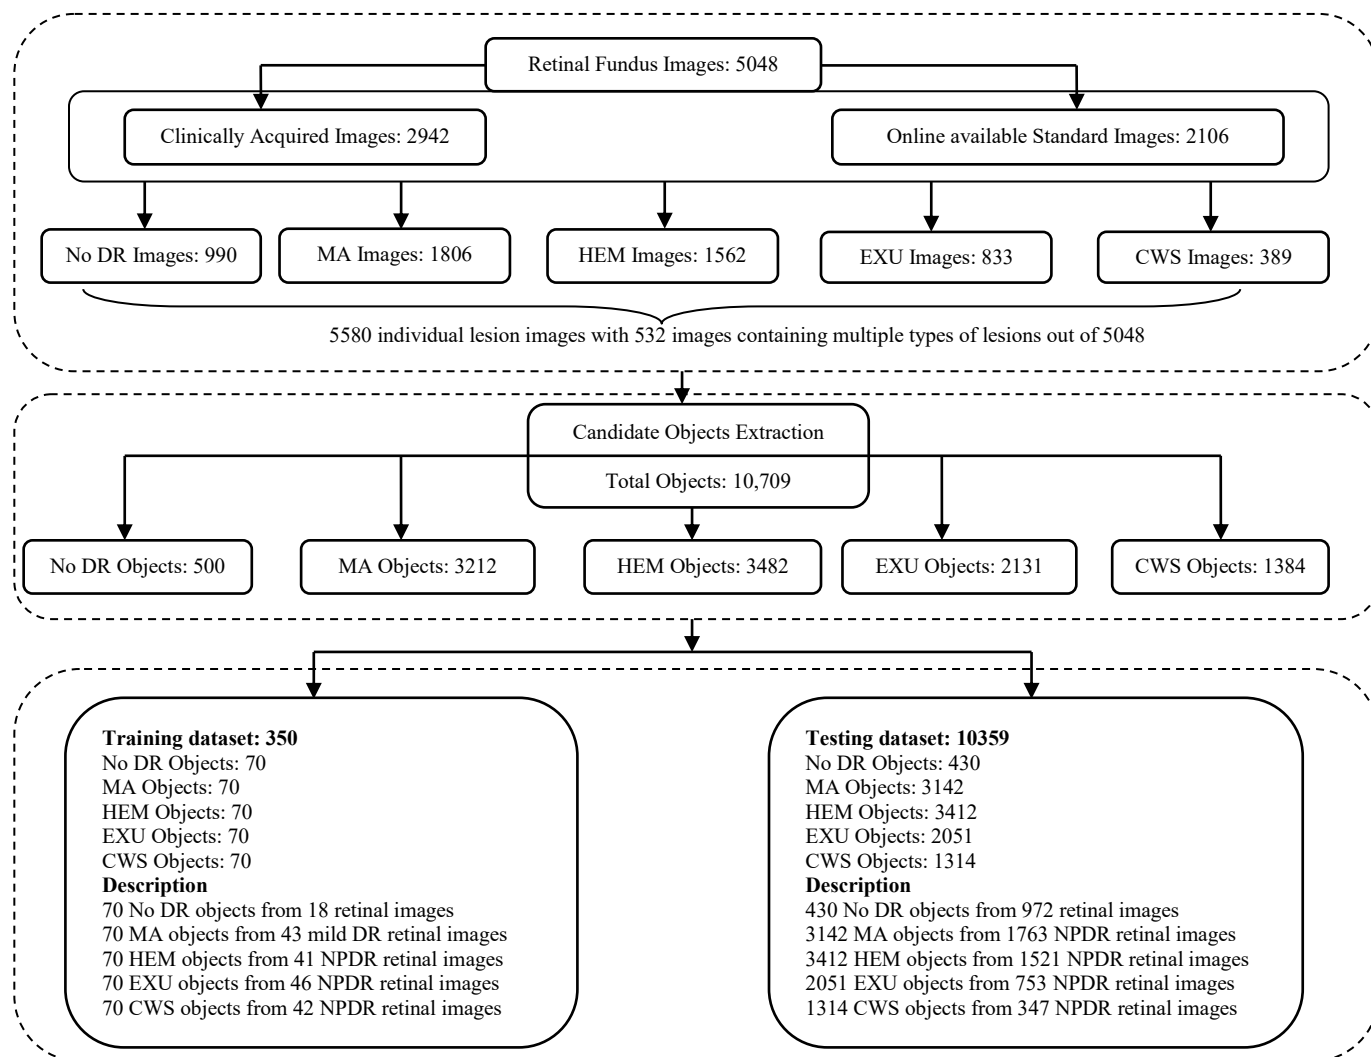 Retinal Fundus Images: 5048
Clinically Acquired Images: 2942
Online available Standard Images: 2106
No DR Images: 990
MA Images: 1806
HEM Images: 1562
EXU Images: 833
CWS Images: 389
5580 individual lesion images with 532 images containing multiple types of lesions out of 5048
Candidate Objects Extraction
Total Objects: 10,709
No DR Objects: 500
MA Objects: 3212
HEM Objects: 3482
EXU Objects: 2131
CWS Objects: 1384
Training dataset: 350
No DR Objects: 70
MA Objects: 70
HEM Objects: 70
EXU Objects: 70
CWS Objects: 70
Description
70 No DR objects from 18 retinal images
70 MA objects from 43 mild DR retinal images
70 HEM objects from 41 NPDR retinal images
70 EXU objects from 46 NPDR retinal images
70 CWS objects from 42 NPDR retinal images
Testing dataset: 10359
No DR Objects: 430
MA Objects: 3142
HEM Objects: 3412
EXU Objects: 2051
CWS Objects: 1314
Description
430 No DR objects from 972 retinal images
3142 MA objects from 1763 NPDR retinal images
3412 HEM objects from 1521 NPDR retinal images
2051 EXU objects from 753 NPDR retinal images
1314 CWS objects from 347 NPDR retinal images